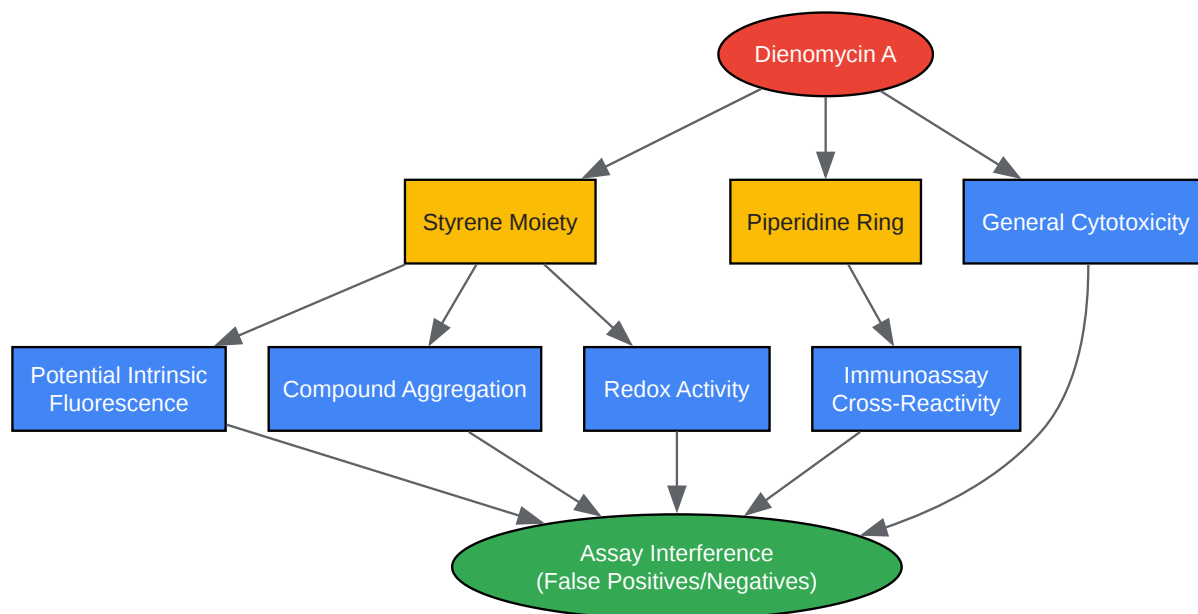 Dienomycin A
Styrene Moiety
Piperidine Ring
General Cytotoxicity
Potential Intrinsic
Fluorescence
Compound Aggregation
Redox Activity
Immunoassay
Cross-Reactivity
Assay Interference
(False Positives/Negatives)